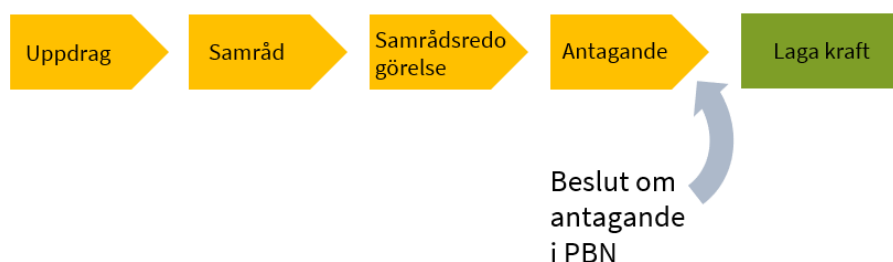 Uppdrag
Samråd
Samrådsredo
görelse
Antagande
Laga kraft
Beslut om
antagande
i PBN